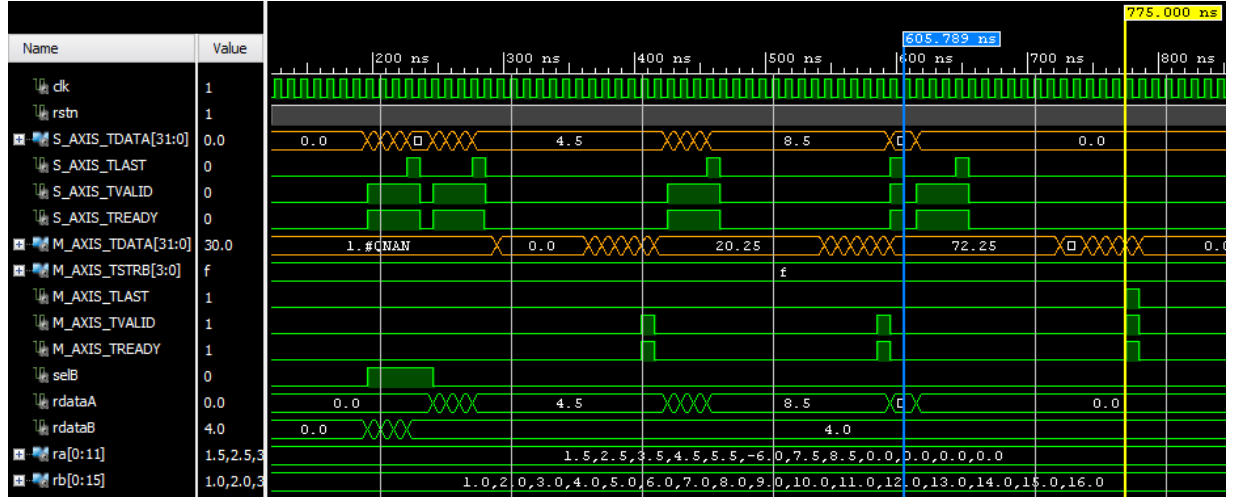 775.000 ns
605.789 ns
Name Value
200 ns 300 ns 400 ns 500 ns 600 ns 700 ns 800 ns
clk 1
rstn 1
S_AXIS_TDATA[31:0] 0.0 0.0 4.5 8.5 0.0
S_AXIS_TLAST 0
S_AXIS_TVALID 0
S_AXIS_TREADY 0
M_AXIS_TDATA[31:0] 30.0 1.#QNAN 0.0 20.25 72.25 0.0
M_AXIS_TSTRB[3:0] f f
M_AXIS_TLAST 1
M_AXIS_TVALID 1
M_AXIS_TREADY 1
selB 0
rdataA 0.0 0.0 4.5 8.5 0.0
rdataB 4.0 0.0 4.0
ra[0:11] 1.5,2.5,3 1.5,2.5,3.5,4.5,5.5,-6.0,7.5,8.5,0.0,0.0,0.0,0.0
rb[0:15] 1.0,2.0,3 1.0,2.0,3.0,4.0,5.0,6.0,7.0,8.0,9.0,10.0,11.0,12.0,13.0,14.0,15.0,16.0